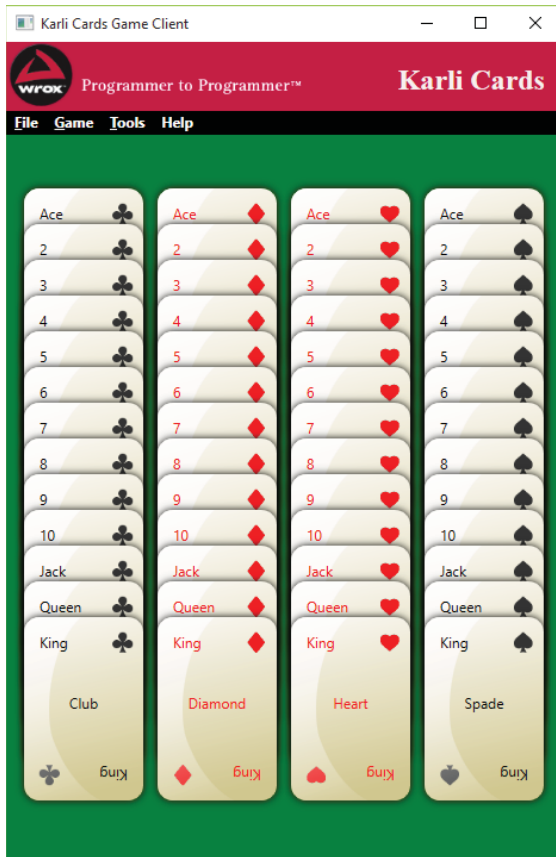 Karli Cards Game Client
wrox
Programmer to Programmer™
Karli Cards
File Game Tools Help
Ace Ace Ace Ace
2 2 2 2
3 3 3 3
4 4 4 4
5 5 5 5
6 6 6 6
7 7 7 7
8 8 8 8
9 9 9 9
10 10 10 10
Jack Jack Jack Jack
Queen Queen Queen Queen
King King King King
Club Diamond Heart Spade
King King King King